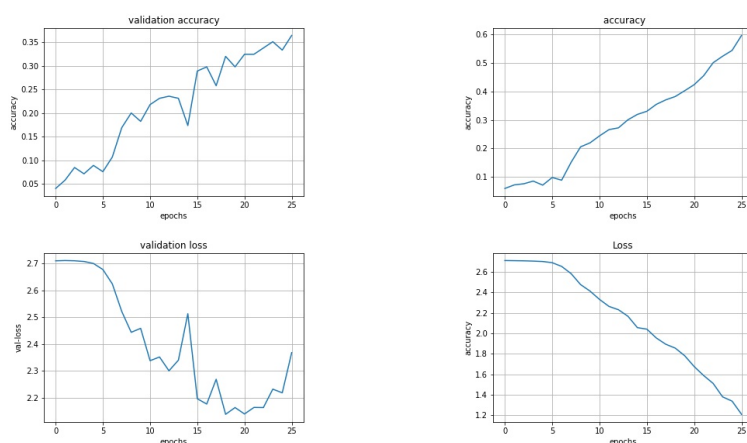 validation accuracy
accuracy
0.35
0.30
0.25
0.20
0.15
0.10
0.05
0 5 10 15 20 25
epochs
accuracy
accuracy
0.6
0.5
0.4
0.3
0.2
0.1
0 5 10 15 20 25
epochs
validation loss
val-loss
2.7
2.6
2.5
2.4
2.3
2.2
0 5 10 15 20 25
epochs
Loss
accuracy
2.6
2.4
2.2
2.0
1.8
1.6
1.4
1.2
0 5 10 15 20 25
epochs